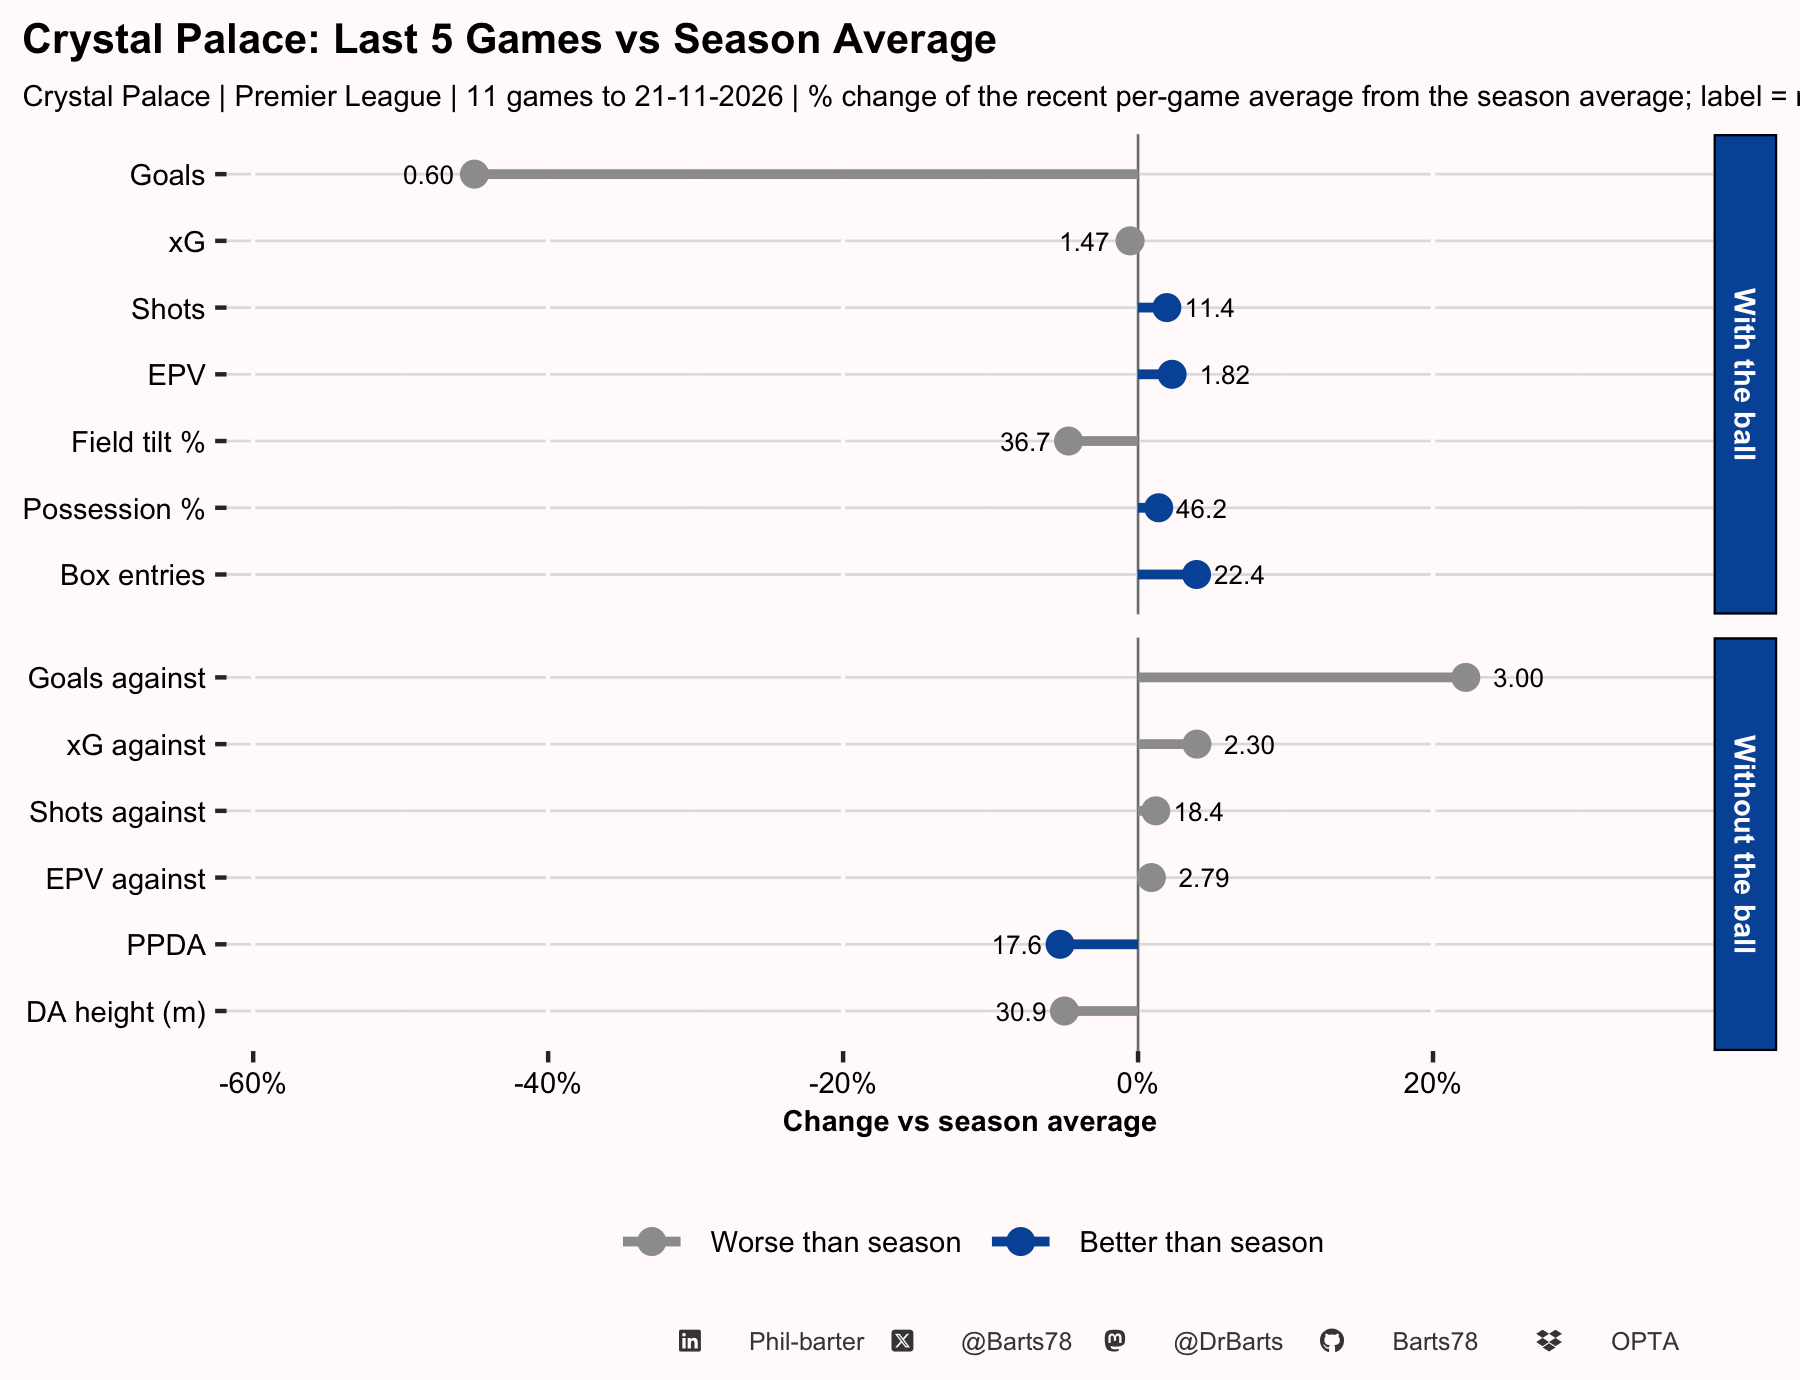 Crystal Palace: Last 5 Games vs Season Average
Crystal Palace | Premier League | 11 games to 21-11-2026 | % change of the recent per-game average from the season average; label =
Goals
0.60
xG
1.47
Shots
11.4
EPV
1.82
Field tilt %
36.7
Possession %
46.2
Box entries
22.4
With the ball
Goals against
3.00
xG against
2.30
Shots against
18.4
EPV against
2.79
PPDA
17.6
DA height (m)
30.9
Without the ball
-60%
-40%
-20%
0%
20%
Change vs season average
Worse than season
Better than season
Phil-barter
@Barts78
@DrBarts
Barts78
OPTA